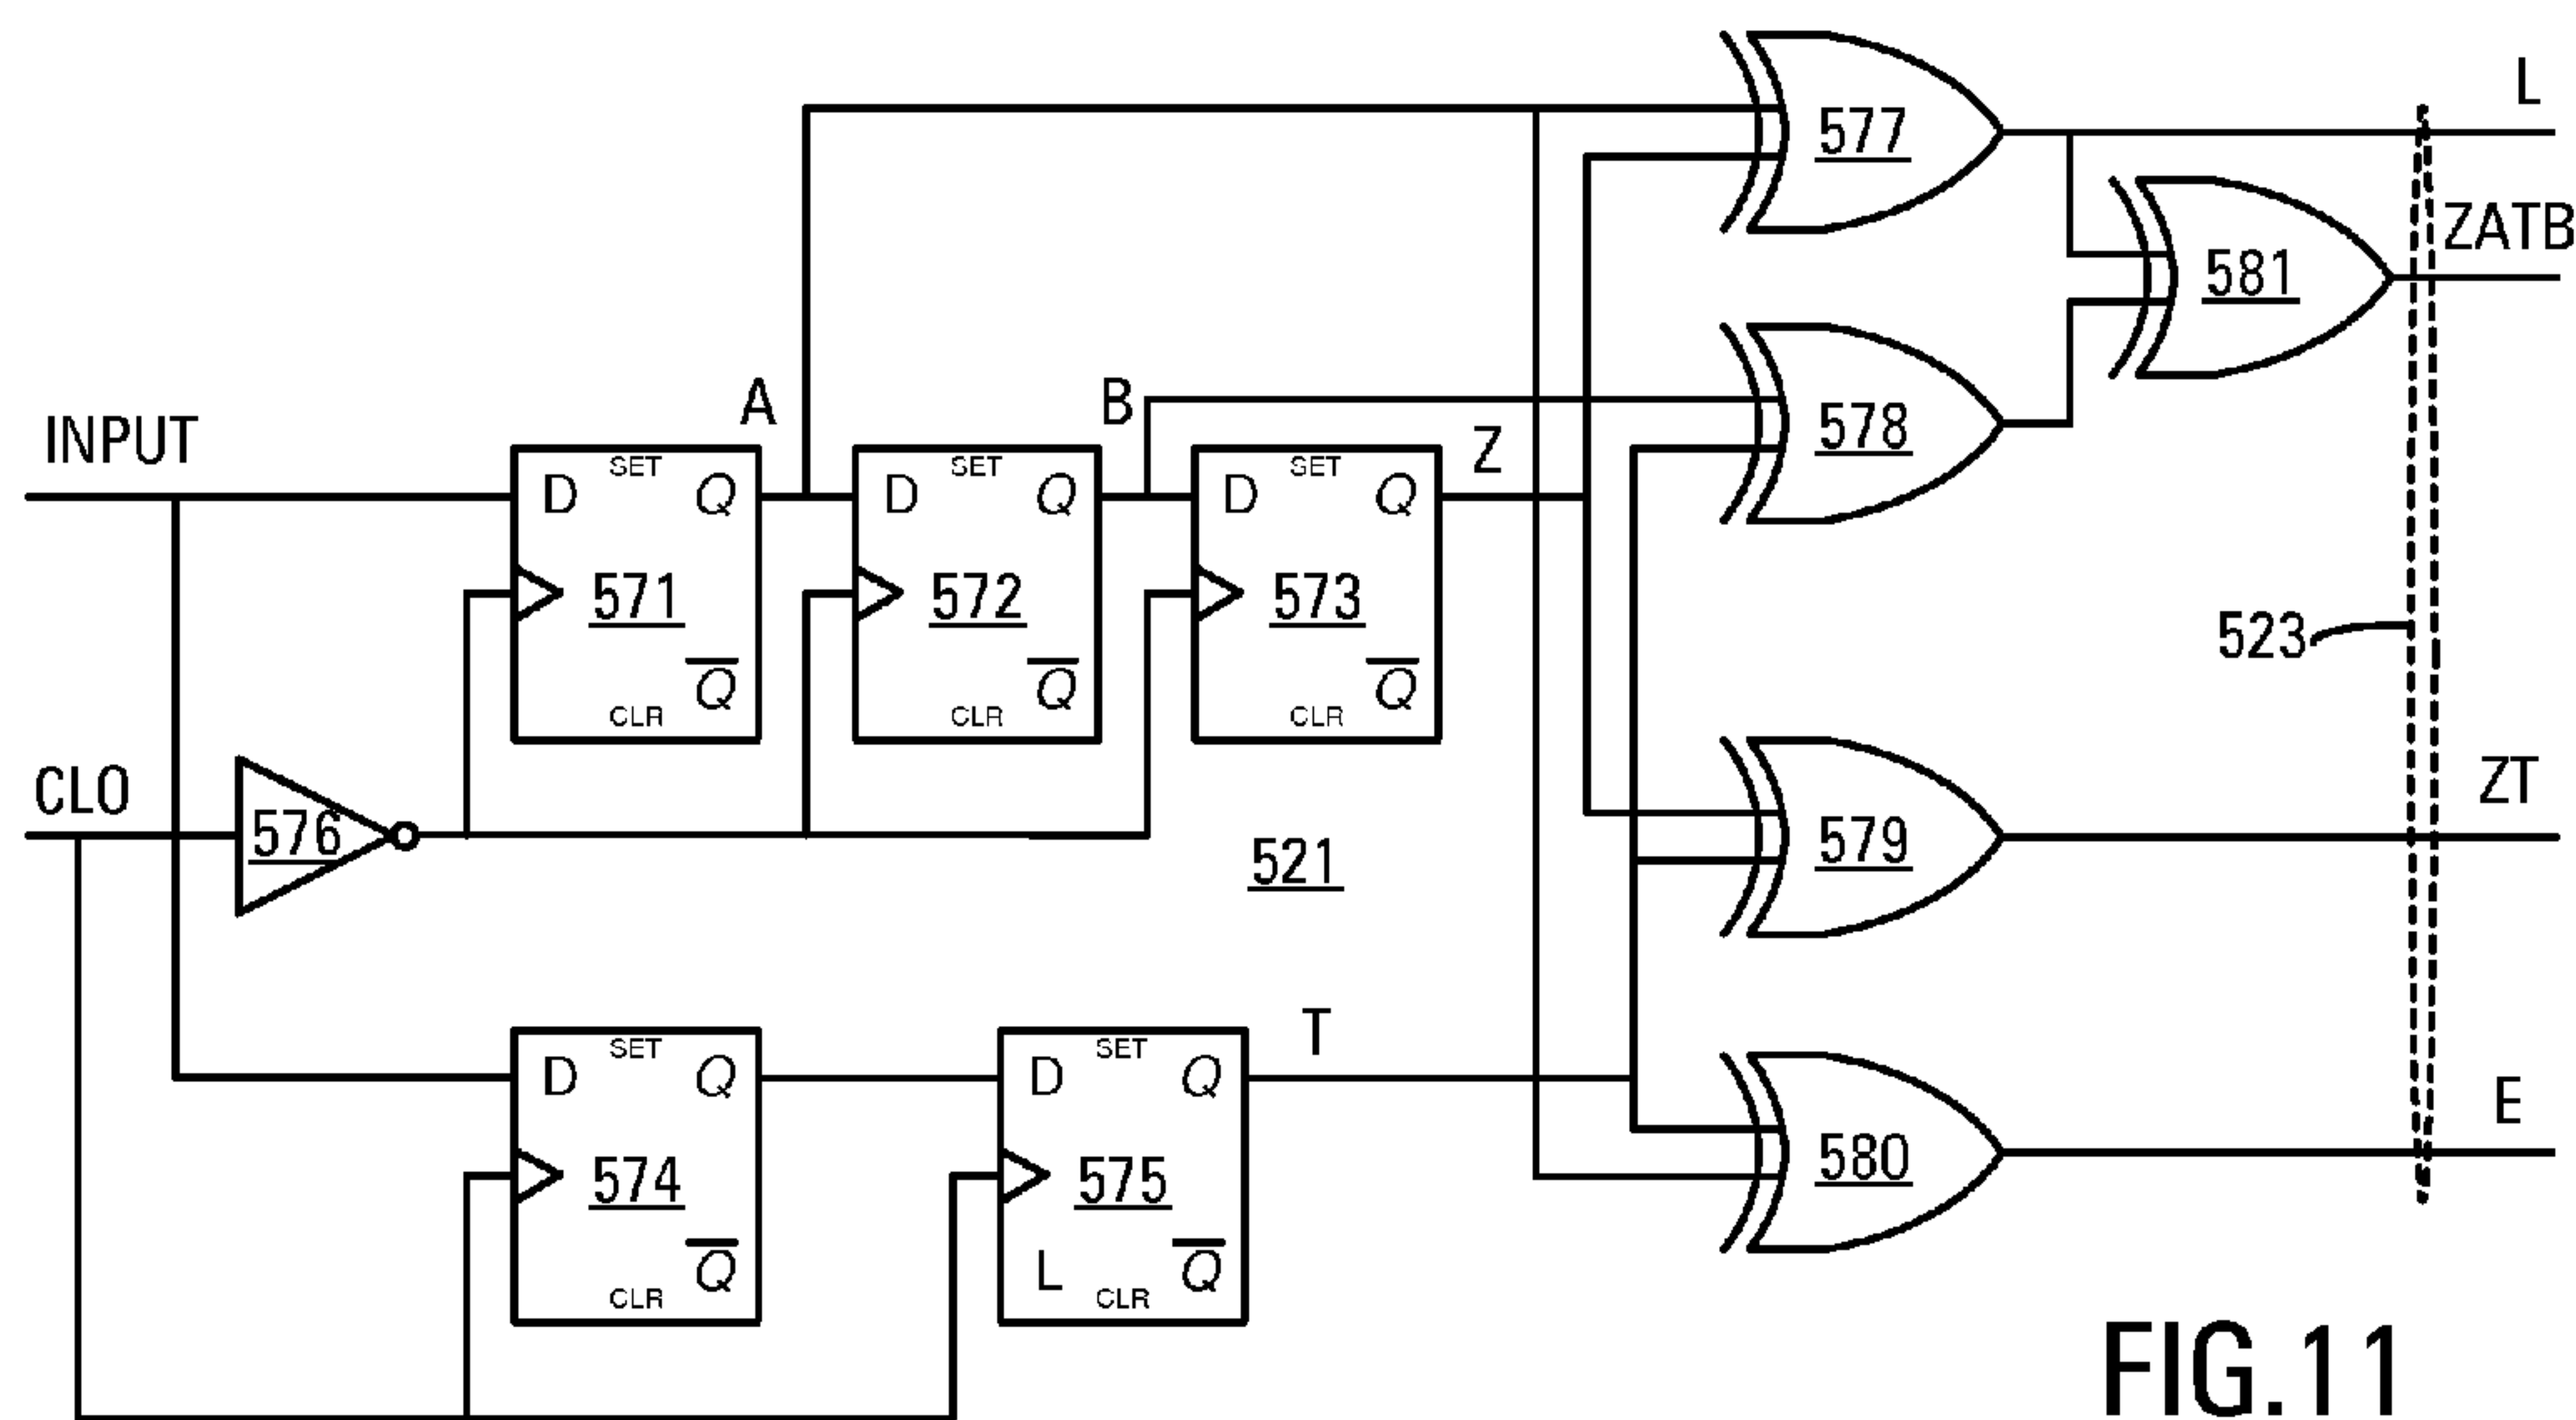 L
577
ZATB
581
A
B
INPUT
Z
578
D SET Q
D SET Q
D SET Q
571
572
573
523
Q
Q
Q
CLR
CLR
CLR
CLO
576
521
579
ZT
T
D SET Q
D SET Q
E
574
575
580
Q
L
Q
CLR
CLR
FIG.11